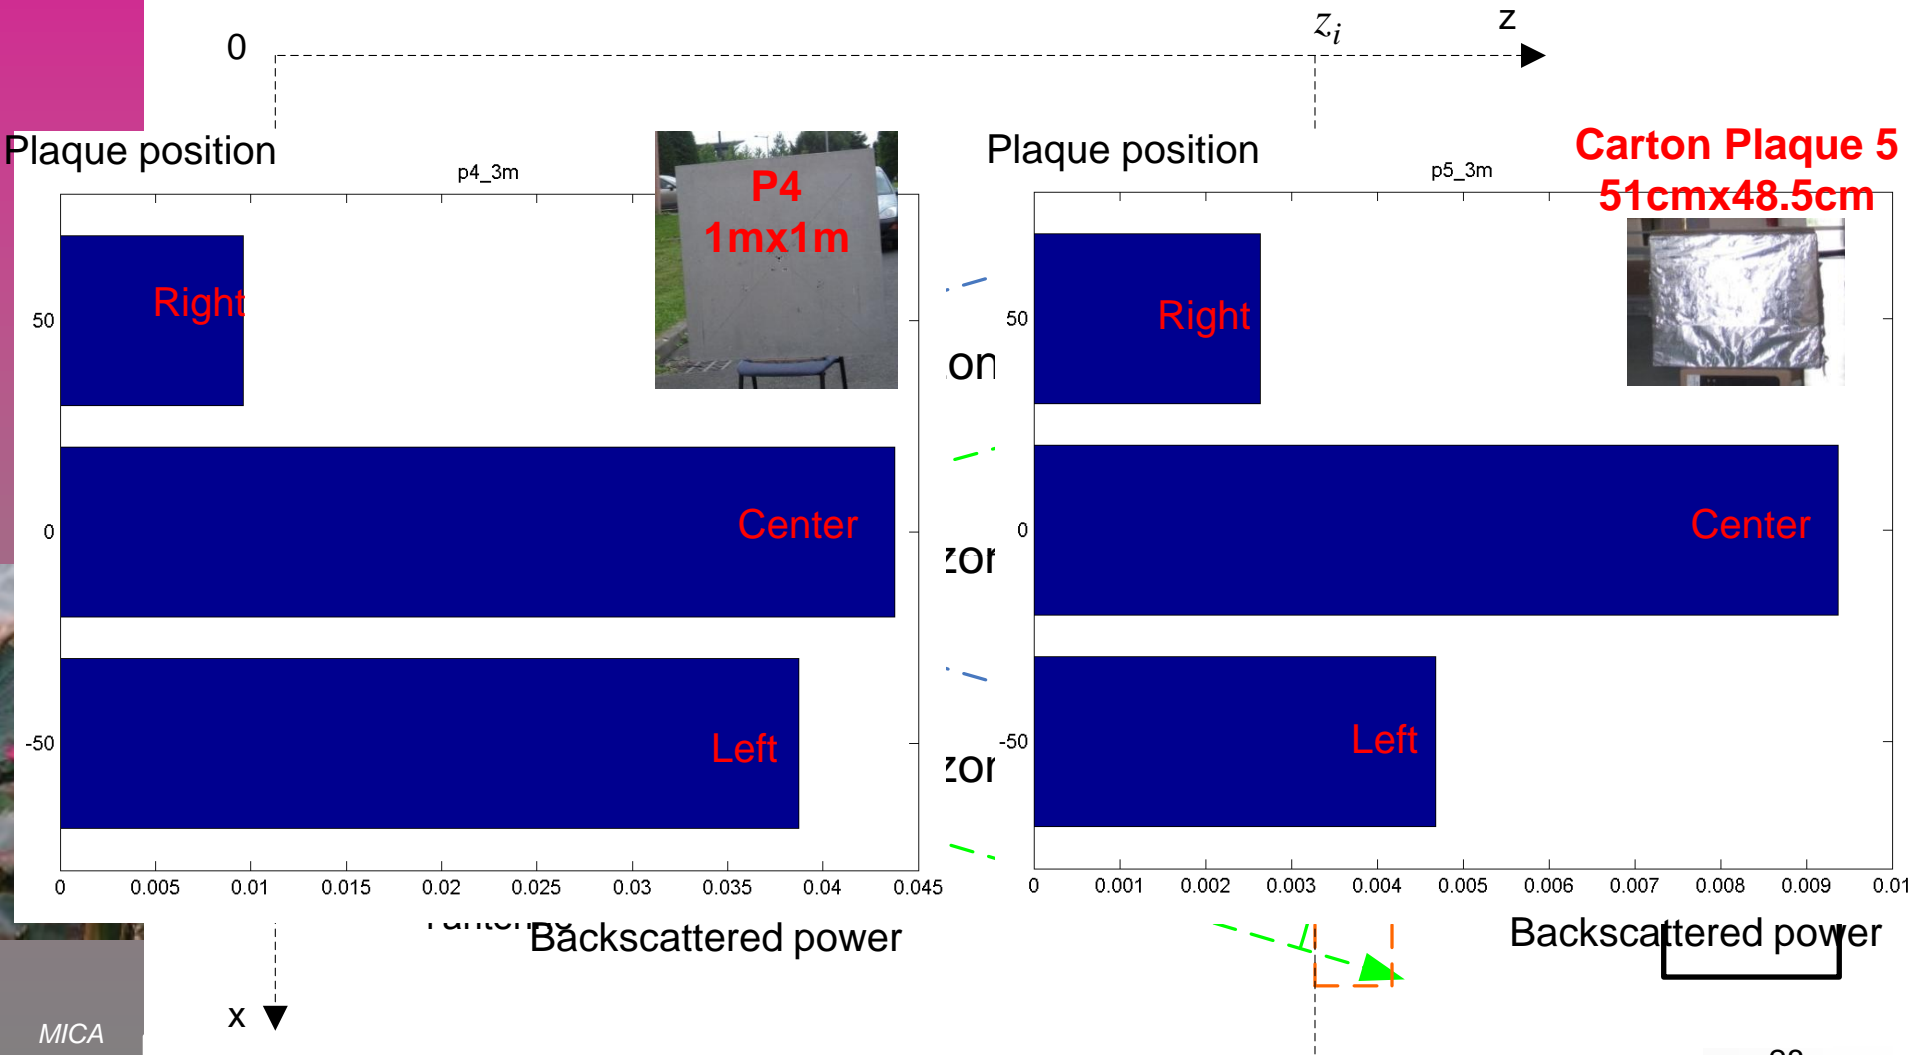 0
zᵢ
z
Plaque position
p4_3m
P4
1mx1m
Right
Center
Left
50
0
-50
0 0.005 0.01 0.015 0.02 0.025 0.03 0.035 0.04 0.045
Backscattered power
Plaque position
p5_3m
Carton Plaque 5
51cmx48.5cm
Right
Center
Left
50
0
-50
0 0.001 0.002 0.003 0.004 0.005 0.006 0.007 0.008 0.009 0.01
Backscattered power
x
MICA